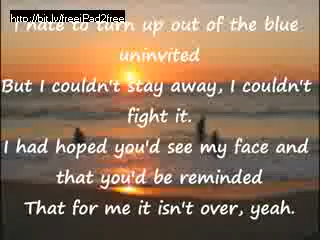 http://bit.ly/freeiPad2free
I hate to turn up out of the blue
uninvited
But I couldn't stay away, I couldn't
fight it.
I had hoped you'd see my face and
that you'd be reminded
That for me it isn't over, yeah.